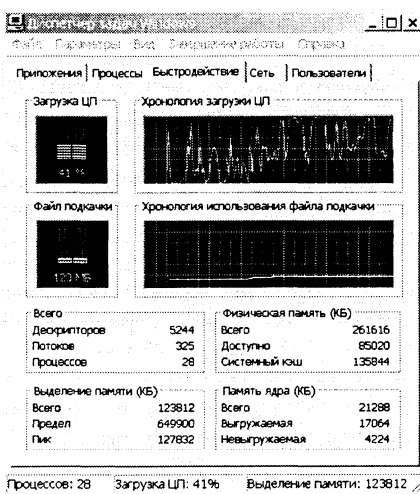 Диспетчер задач Windows
Файл Параметры Вид Завершение работы Справка
Приложения Процессы Быстродействие Сеть Пользователи
Загрузка ЦП
Хронология загрузки ЦП
41 %
Файл подкачки
Хронология использования файла подкачки
120 МБ
Всего
Дескрипторов 5244
Потоков 325
Процессов 28
Физическая память (КБ)
Всего 261616
Доступно 85020
Системный кэш 135844
Выделение памяти (КБ)
Всего 123812
Предел 649900
Пик 127832
Память ядра (КБ)
Всего 21288
Выгружаемая 17064
Невыгружаемая 4224
Процессов: 28 Загрузка ЦП: 41% Выделение памяти: 123812